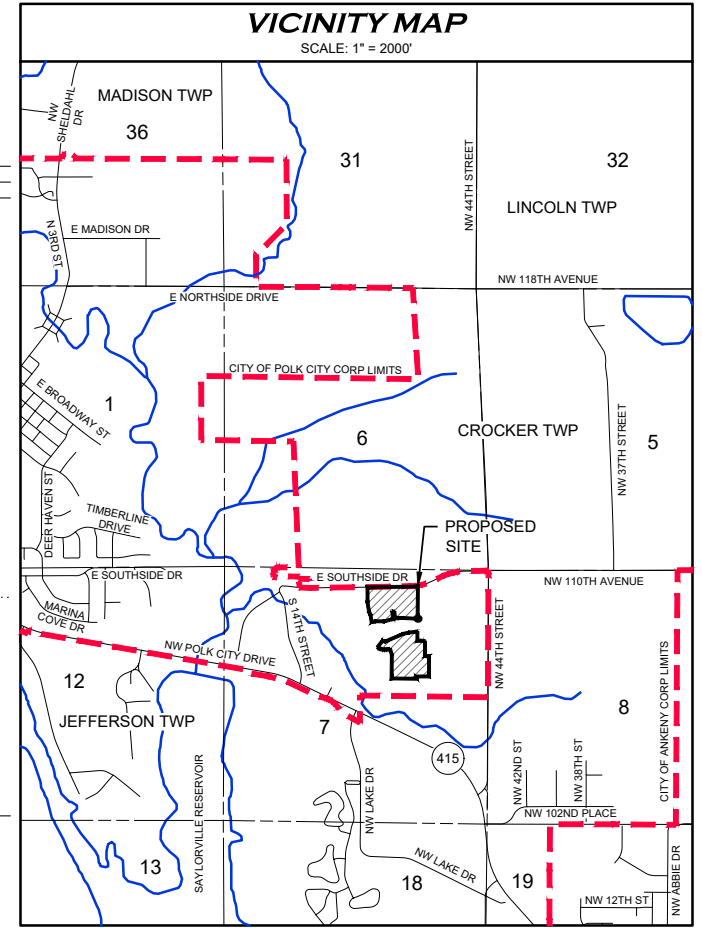 VICINITY MAP
SCALE: 1" = 2000'
MADISON TWP
36
31
32
NW
SHELDAHL
DR
NW 44TH STREET
LINCOLN TWP
N 3RD ST
E MADISON DR
NW 118TH AVENUE
E NORTHSIDE DRIVE
CITY OF POLK CITY CORP LIMITS
E BROADWAY ST
1
6
CROCKER TWP
5
NW 37TH STREET
DEER HAVEN ST
TIMBERLINE
DRIVE
PROPOSED
SITE
E SOUTHSIDE DR
E SOUTHSIDE DR
NW 110TH AVENUE
MARINA
COVE DR
S 14TH STREET
NW 44TH STREET
NW POLK CITY DRIVE
12
JEFFERSON TWP
7
8
CITY OF ANKENY CORP LIMITS
415
NW 42ND ST
NW 38TH ST
SAYLORVILLE RESERVOIR
NW LAKE DR
NW 102ND PLACE
13
NW LAKE DR
18
19
NW ABBIE DR
NW 12TH ST